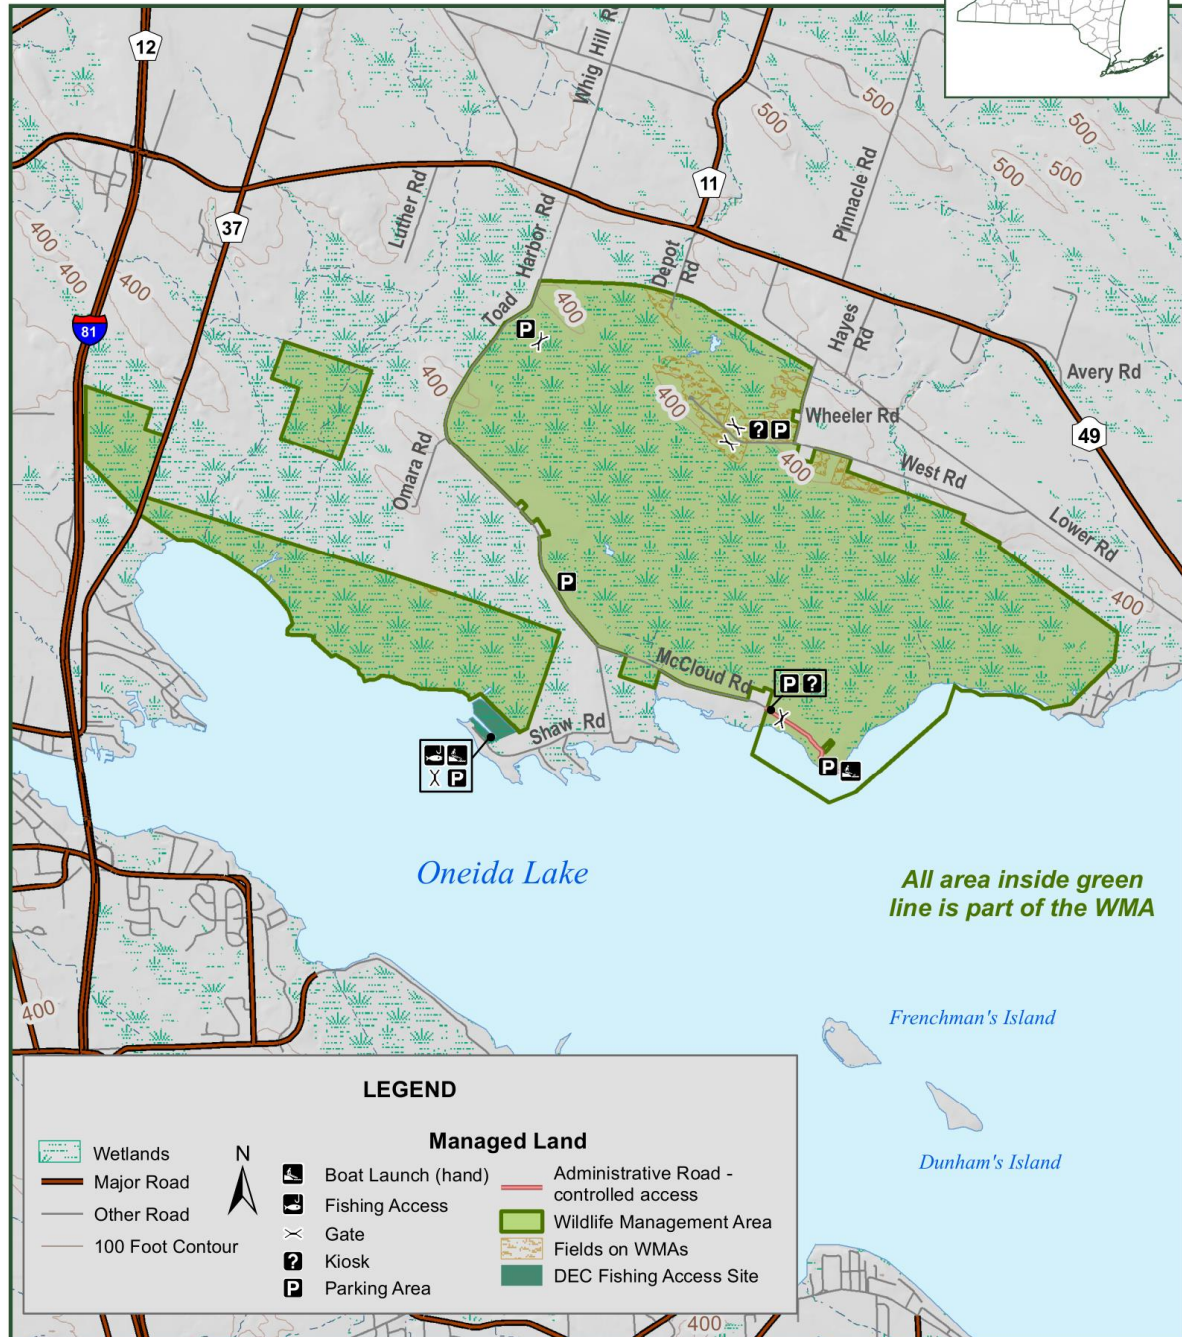 12
Whig Hill R
500
500
500
500
500
11
Pinnacle Rd
Luther Rd
37
Harbor Rd
Toad
Depot
Rd
400
400
400
400
81
P
Hayes
Rd
Avery Rd
400
400
Wheeler Rd
? P
49
Omara Rd
400
West Rd
Lower Rd
400
P
McCloud Rd
P ?
Shaw Rd
P
P
Oneida Lake
All area inside green
line is part of the WMA
400
Frenchman's Island
Dunham's Island
LEGEND
Managed Land
Wetlands
Major Road
Other Road
100 Foot Contour
N
Boat Launch (hand)
Fishing Access
Gate
? Kiosk
P Parking Area
Administrative Road -
controlled access
Wildlife Management Area
Fields on WMAs
DEC Fishing Access Site
400